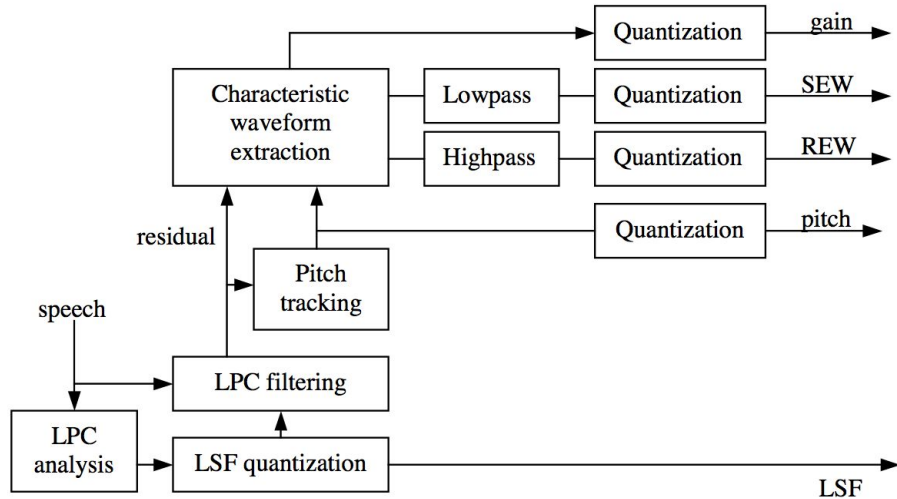 Quantization
gain
Characteristic
waveform
extraction
Lowpass
Quantization
SEW
Highpass
Quantization
REW
residual
Quantization
pitch
Pitch
tracking
speech
LPC filtering
LPC
analysis
LSF quantization
LSF